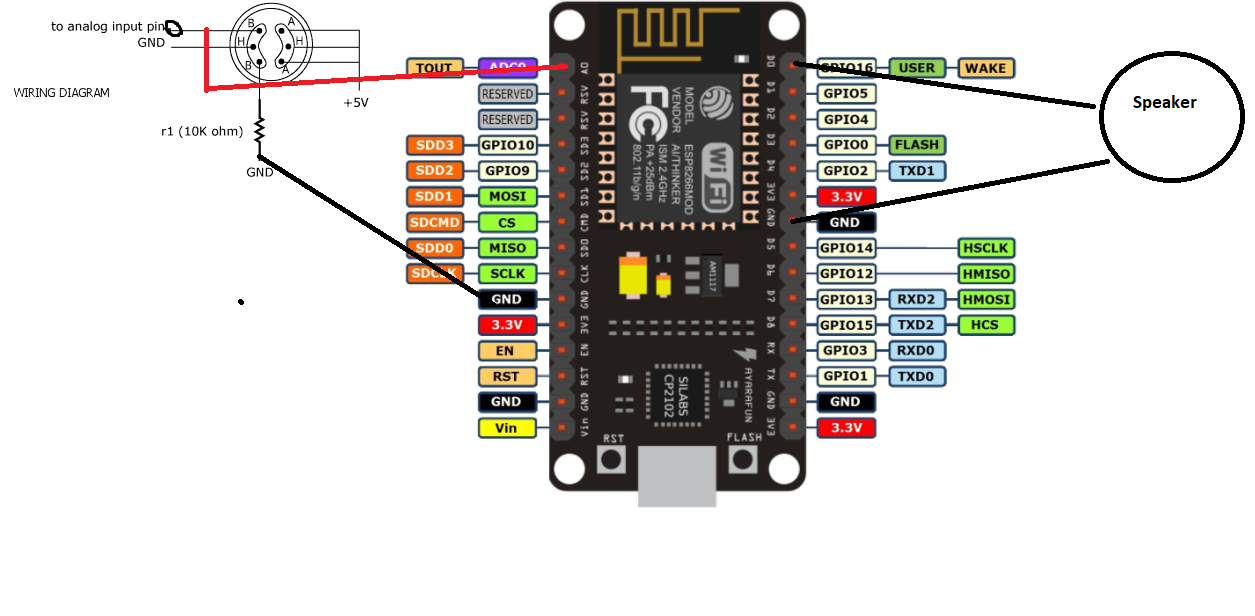 to analog input pin
GND
B
A
H
H
B
A
+5V
WIRING DIAGRAM
r1 (10K ohm)
GND
TOUT
ADC0
RESERVED
RESERVED
SDD3
GPIO10
SDD2
GPIO9
SDD1
MOSI
SDCMD
CS
SDD0
MISO
SDCLK
SCLK
GND
3.3V
EN
RST
GND
Vin
A0
RSV
RSV
SD3
SD2
SD1
CMD
SD0
CLK
GND
3V3
EN
RST
GND
Vin
FC
MODEL
VENDOR
ESP8266MOD
AI/THINKER
ISM 2.4GHz
PA +25dBm
802.11b/g/n
WiFi
AM1117
SILABS
CP2102
AYARAFUN
RST
FLASH
D0
D1
D2
D3
D4
3V3
GND
D5
D6
D7
D8
RX
TX
GND
3V3
GPIO16
USER
WAKE
GPIO5
GPIO4
GPIO0
FLASH
GPIO2
TXD1
3.3V
GND
GPIO14
HSCLK
GPIO12
HMISO
GPIO13
RXD2
HMOSI
GPIO15
TXD2
HCS
GPIO3
RXD0
GPIO1
TXD0
GND
3.3V
Speaker